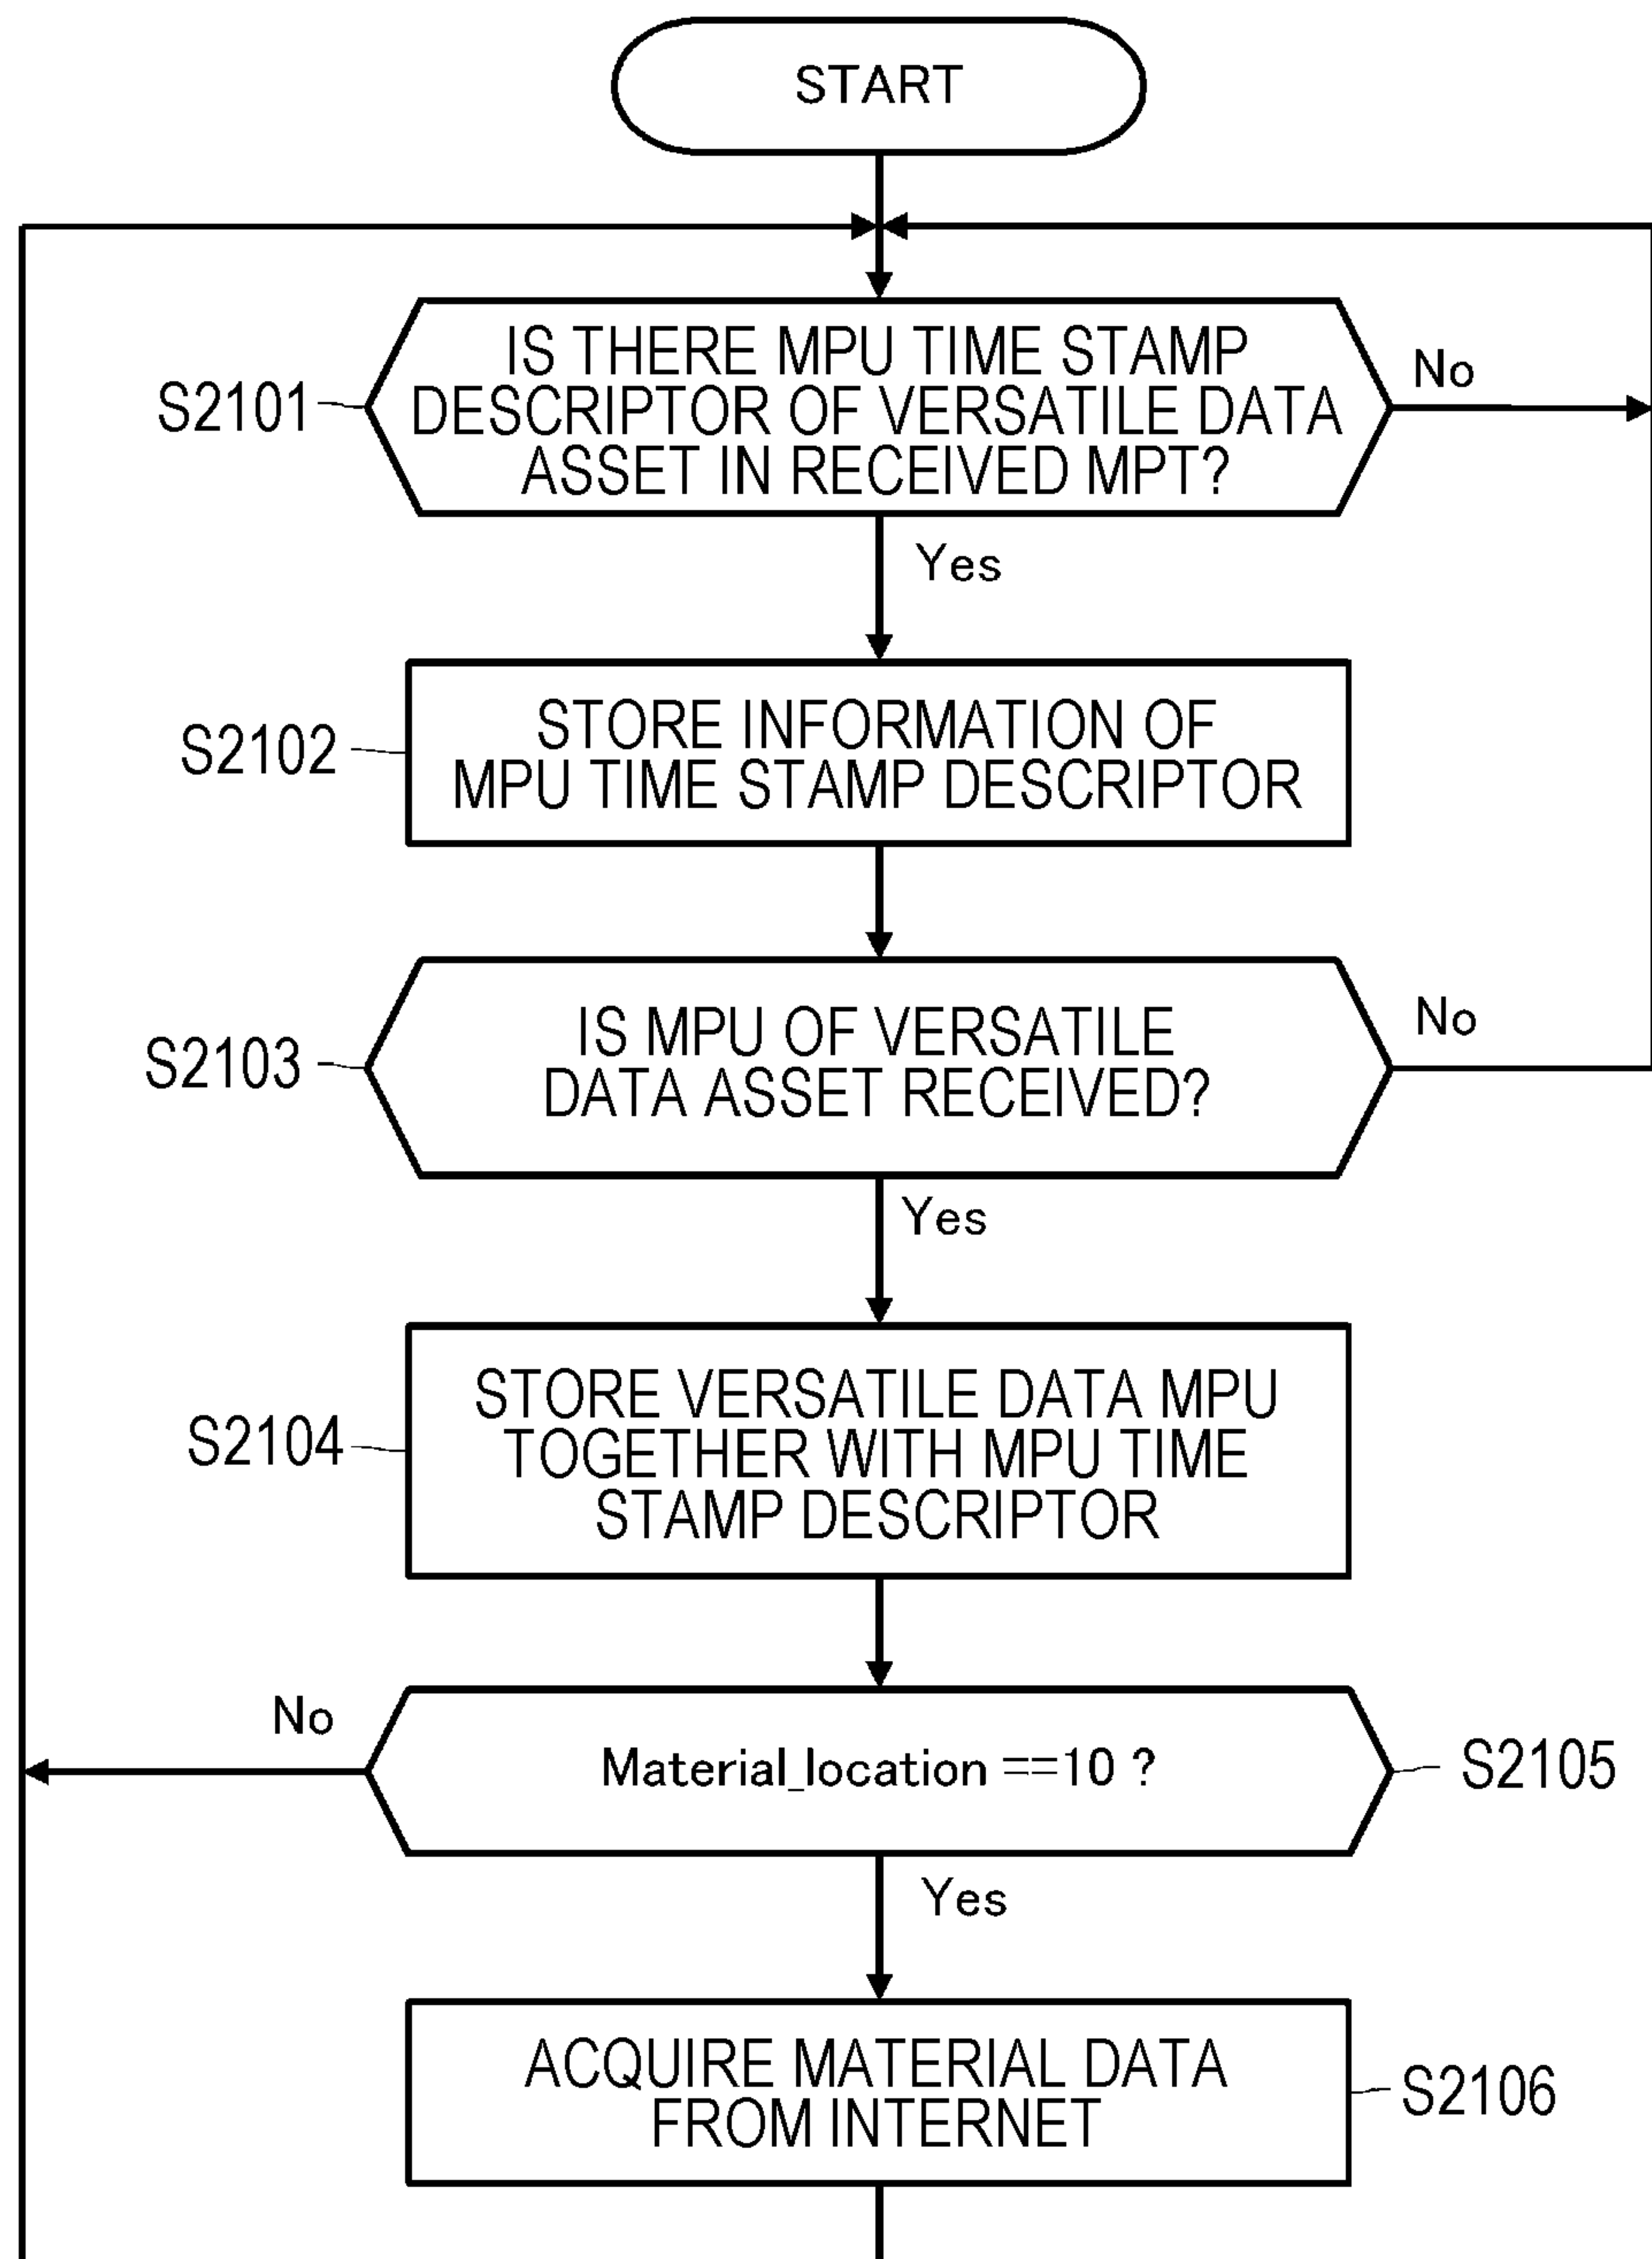 START
IS THERE MPU TIME STAMP
DESCRIPTOR OF VERSATILE DATA
ASSET IN RECEIVED MPT?
No
S2101
Yes
STORE INFORMATION OF
MPU TIME STAMP DESCRIPTOR
S2102
IS MPU OF VERSATILE
DATA ASSET RECEIVED?
No
S2103
Yes
STORE VERSATILE DATA MPU
TOGETHER WITH MPU TIME
STAMP DESCRIPTOR
S2104
No
Material_location ==10 ?
S2105
Yes
ACQUIRE MATERIAL DATA
FROM INTERNET
S2106